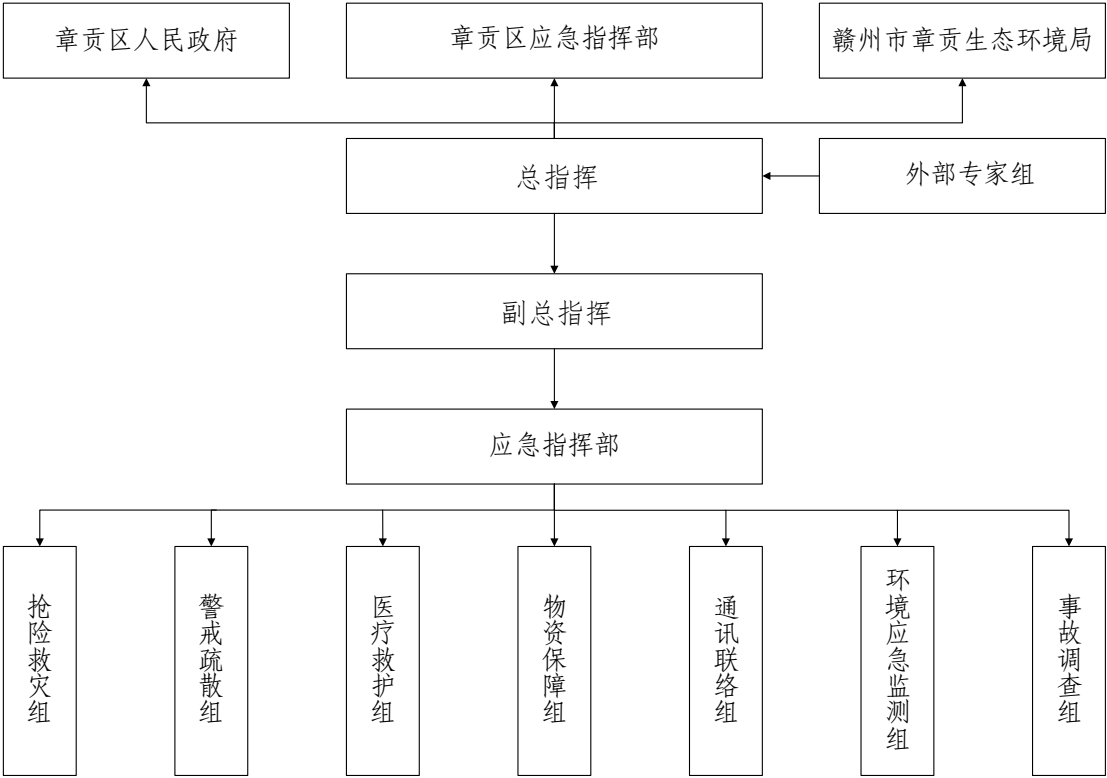 章贡区人民政府
章贡区应急指挥部
赣州市章贡生态环境局
总指挥
外部专家组
副总指挥
应急指挥部
抢险救灾组
警戒疏散组
医疗救护组
物资保障组
通讯联络组
环境应急监测组
事故调查组